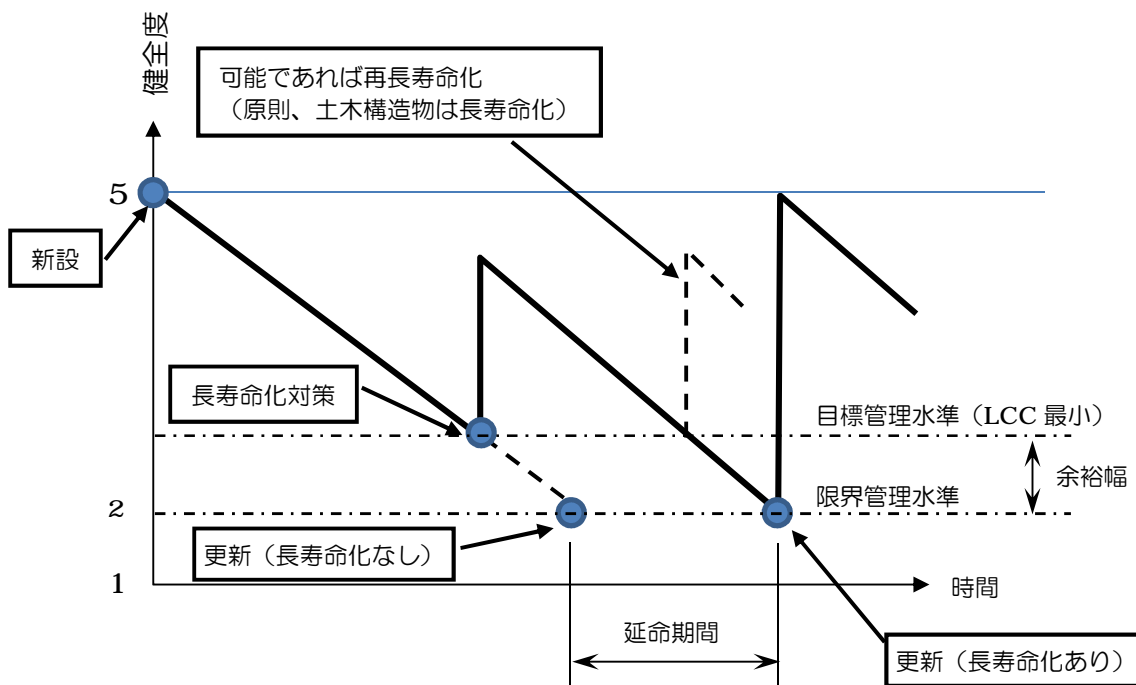 健全度
可能であれば再長寿命化
（原則、土木構造物は長寿命化）
5
新設
長寿命化対策
目標管理水準（LCC 最小）
余裕幅
限界管理水準
2
更新（長寿命化なし）
1
時間
延命期間
更新（長寿命化あり）